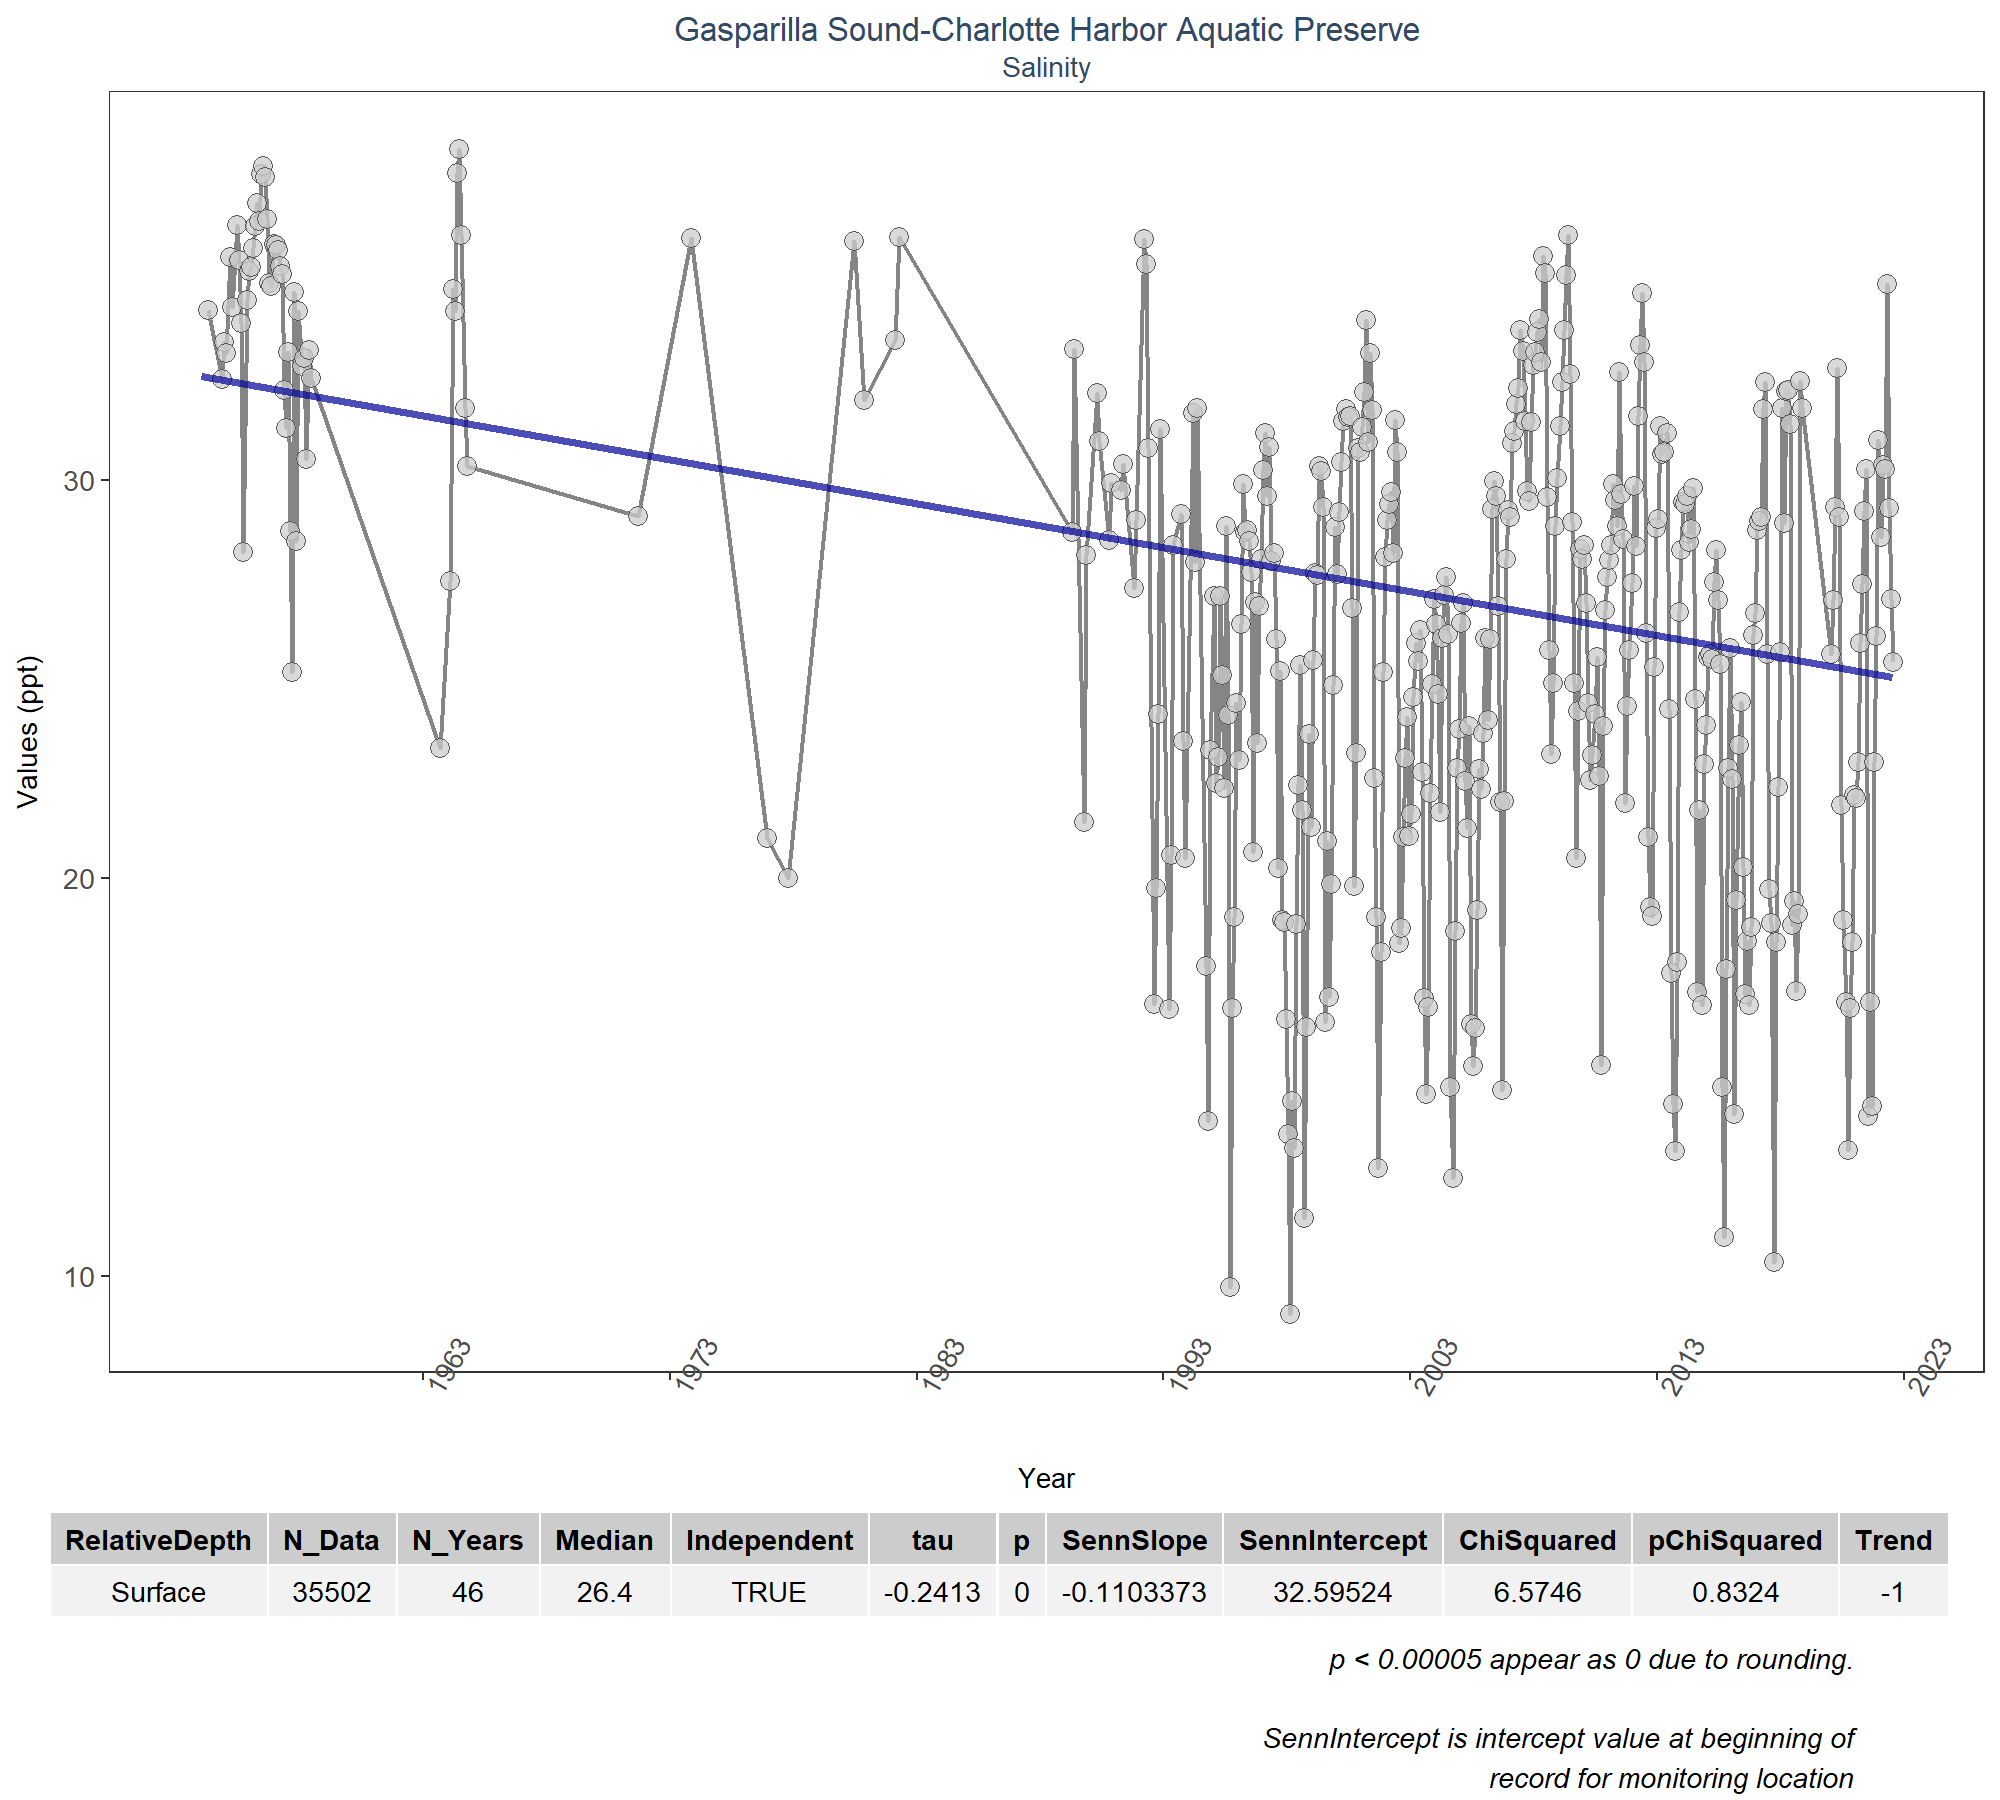 Gasparilla Sound-Charlotte Harbor Aquatic Preserve
Salinity
Values (ppt)
30
20
10
1963 1973 1983 1993 2003 2013 2023
Year
RelativeDepth N_Data N_Years Median Independent tau p SennSlope SennIntercept ChiSquared pChiSquared Trend
Surface 35502 46 26.4 TRUE -0.2413 0 -0.1103373 32.59524 6.5746 0.8324 -1
p < 0.00005 appear as 0 due to rounding.
SennIntercept is intercept value at beginning of
record for monitoring location